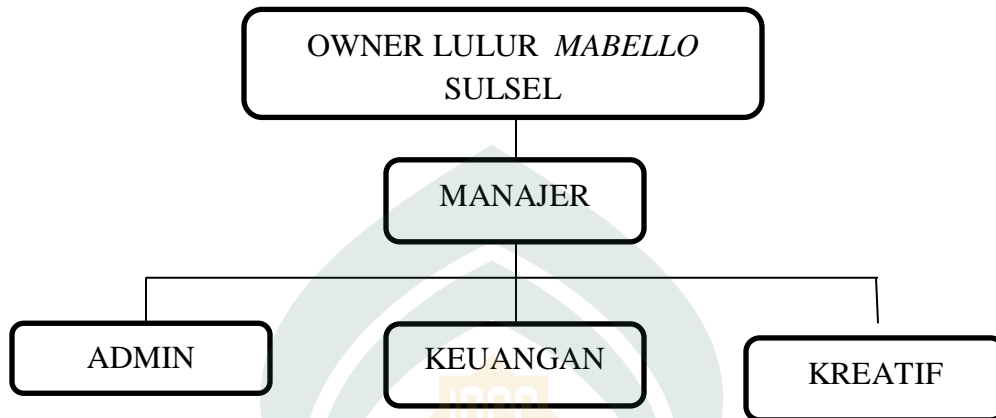 OWNER LULUR MABELLO
SULSEL
MANAJER
ADMIN
KEUANGAN
KREATIF